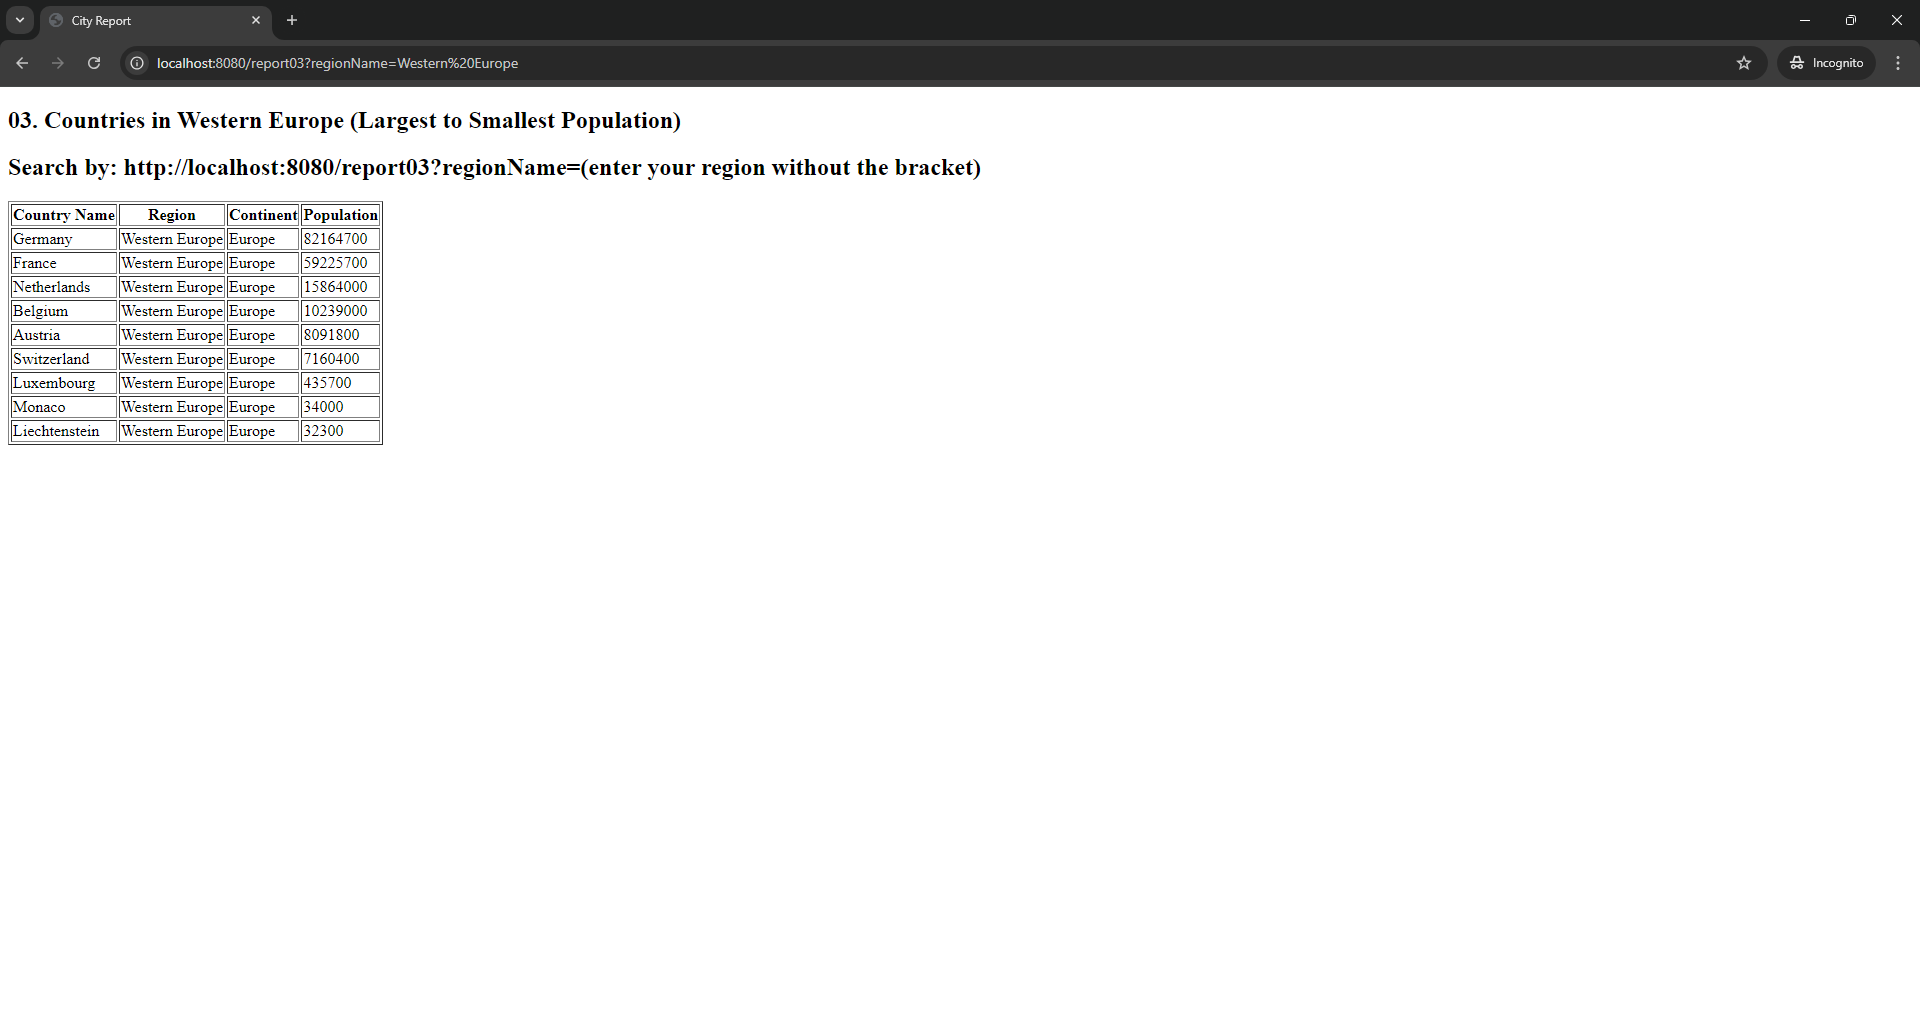 City Report
localhost:8080/report03?regionName=Western%20Europe
Incognito
03. Countries in Western Europe (Largest to Smallest Population)
Search by: http://localhost:8080/report03?regionName=(enter your region without the bracket)
Country Name Region Continent Population
Germany Western Europe Europe 82164700
France Western Europe Europe 59225700
Netherlands Western Europe Europe 15864000
Belgium Western Europe Europe 10239000
Austria Western Europe Europe 8091800
Switzerland Western Europe Europe 7160400
Luxembourg Western Europe Europe 435700
Monaco Western Europe Europe 34000
Liechtenstein Western Europe Europe 32300